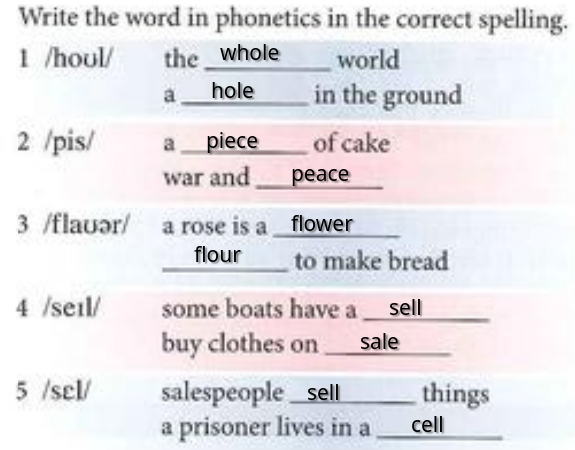 Write the word in phonetics in the correct spelling.
1 /hoʊl/ the whole world
a hole in the ground
2 /pis/ a piece of cake
war and peace
3 /flaʊər/ a rose is a flower
flour to make bread
4 /seɪl/ some boats have a sell
buy clothes on sale
5 /sɛl/ salespeople sell things
a prisoner lives in a cell